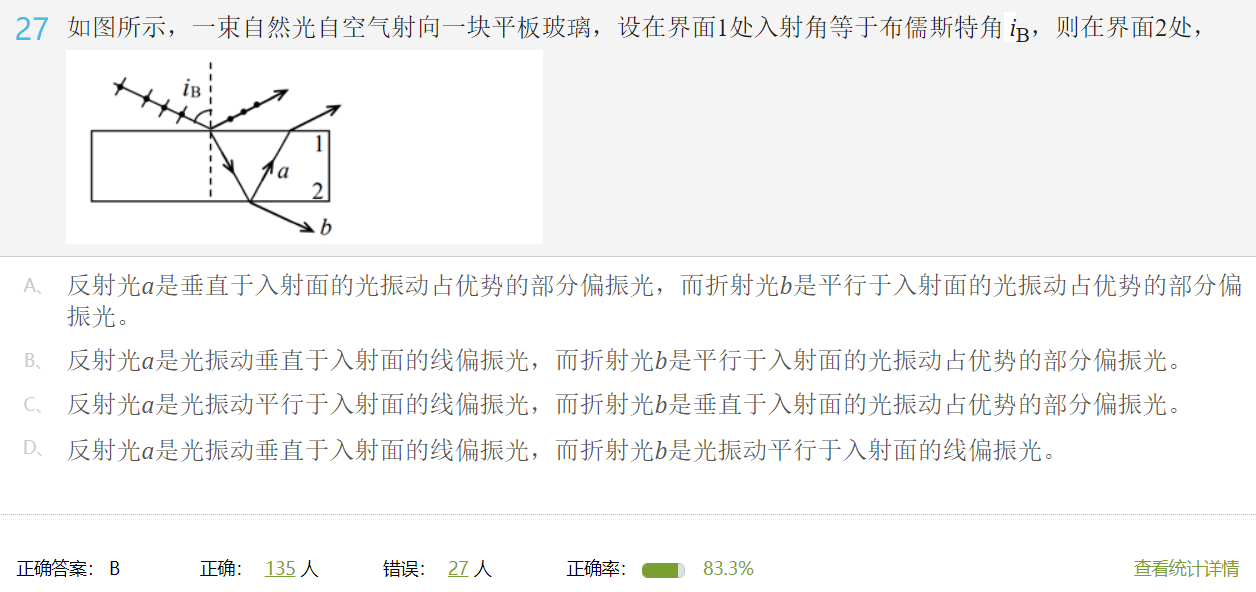 27 如图所示，一束自然光自空气射向一块平板玻璃，设在界面1处入射角等于布儒斯特角 iB，则在界面2处，
iB
1
a
2
b
A、 反射光a是垂直于入射面的光振动占优势的部分偏振光，而折射光b是平行于入射面的光振动占优势的部分偏
振光。
B、 反射光a是光振动垂直于入射面的线偏振光，而折射光b是平行于入射面的光振动占优势的部分偏振光。
C、 反射光a是光振动平行于入射面的线偏振光，而折射光b是垂直于入射面的光振动占优势的部分偏振光。
D、 反射光a是光振动垂直于入射面的线偏振光，而折射光b是光振动平行于入射面的线偏振光。
正确答案： B 正确： 135 人 错误： 27 人 正确率： 83.3% 查看统计详情